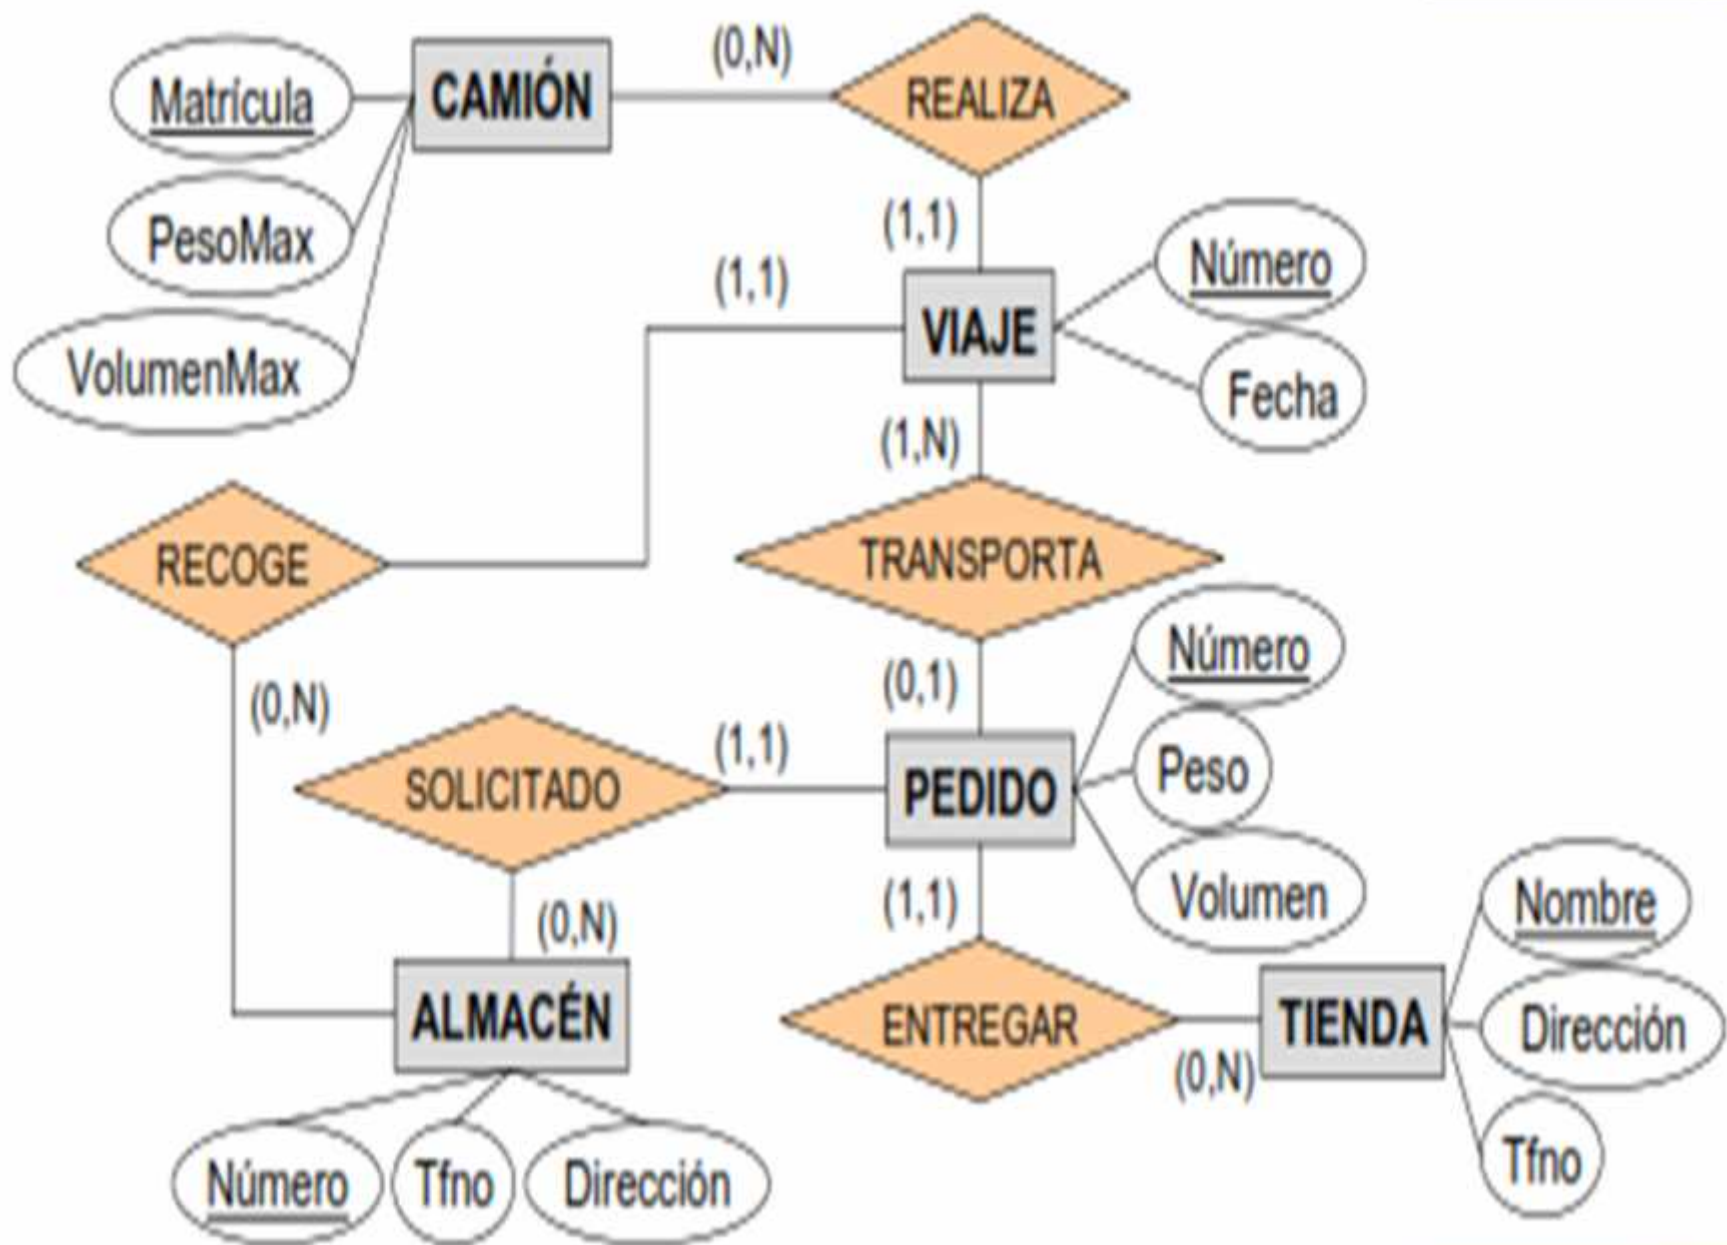 (0,N)
Matrícula
CAMIÓN
REALIZA
PesoMax
(1,1)
(1,1)
Número
VIAJE
VolumenMax
Fecha
(1,N)
RECOGE
TRANSPORTA
Número
(0,N)
(0,1)
(1,1)
SOLICITADO
PEDIDO
Peso
Volumen
(1,1)
Nombre
(0,N)
ALMACÉN
ENTREGAR
TIENDA
Dirección
(0,N)
Número
Tfno
Dirección
Tfno